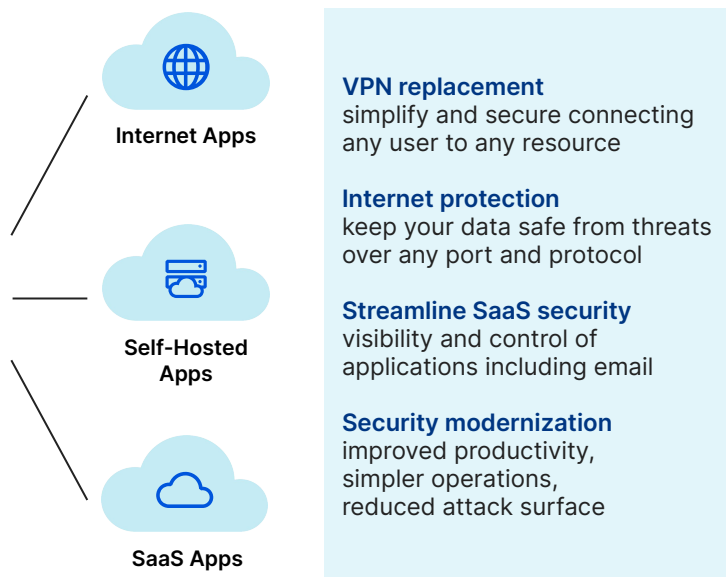 Internet Apps
Self-Hosted
Apps
SaaS Apps
VPN replacement
simplify and secure connecting
any user to any resource
Internet protection
keep your data safe from threats
over any port and protocol
Streamline SaaS security
visibility and control of
applications including email
Security modernization
improved productivity,
simpler operations,
reduced attack surface